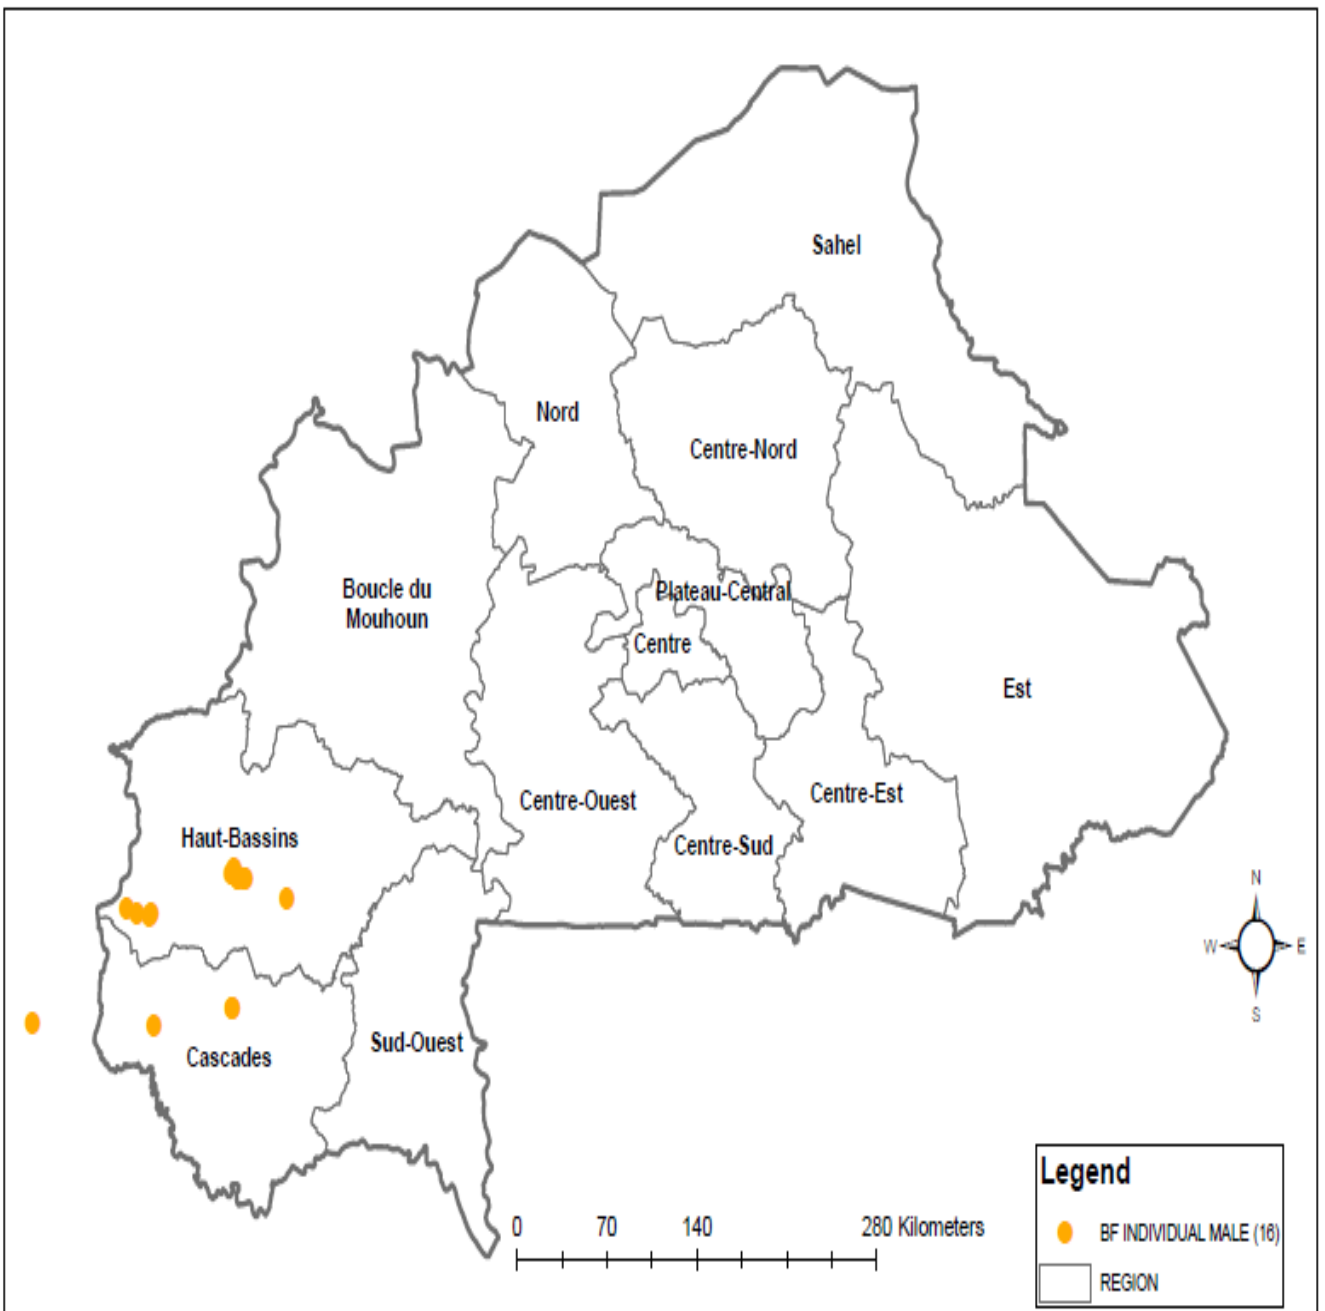 Sahel
Nord
Centre-Nord
Boucle du
Mouhoun
Plateau-Central
Centre
Est
Centre-Ouest
Centre-Est
Haut-Bassins
Centre-Sud
N
W
E
S
Sud-Ouest
Cascades
0 70 140 280 Kilometers
Legend
BF INDIVIDUAL MALE (16)
REGION